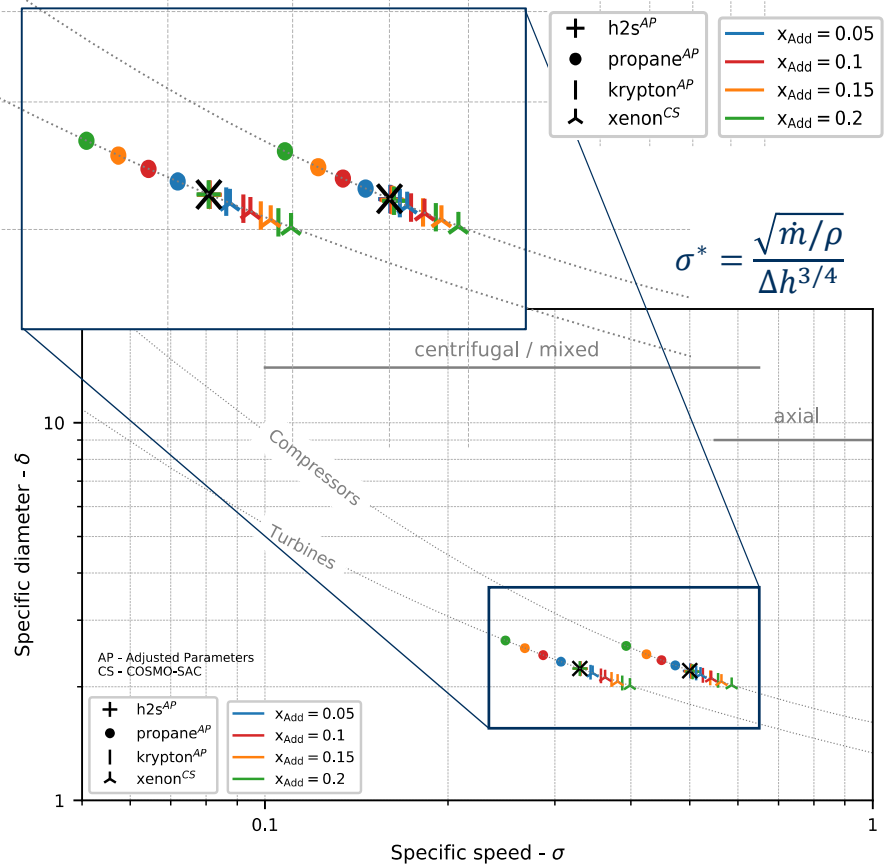 h2s^AP
propane^AP
krypton^AP
xenon^CS
x_Add = 0.05
x_Add = 0.1
x_Add = 0.15
x_Add = 0.2
σ* = √(ṁ/ρ) / Δh^3/4
centrifugal / mixed
axial
Compressors
Turbines
10
1
Specific diameter - δ
AP - Adjusted Parameters
CS - COSMO-SAC
h2s^AP
propane^AP
krypton^AP
xenon^CS
x_Add = 0.05
x_Add = 0.1
x_Add = 0.15
x_Add = 0.2
0.1
1
Specific speed - σ